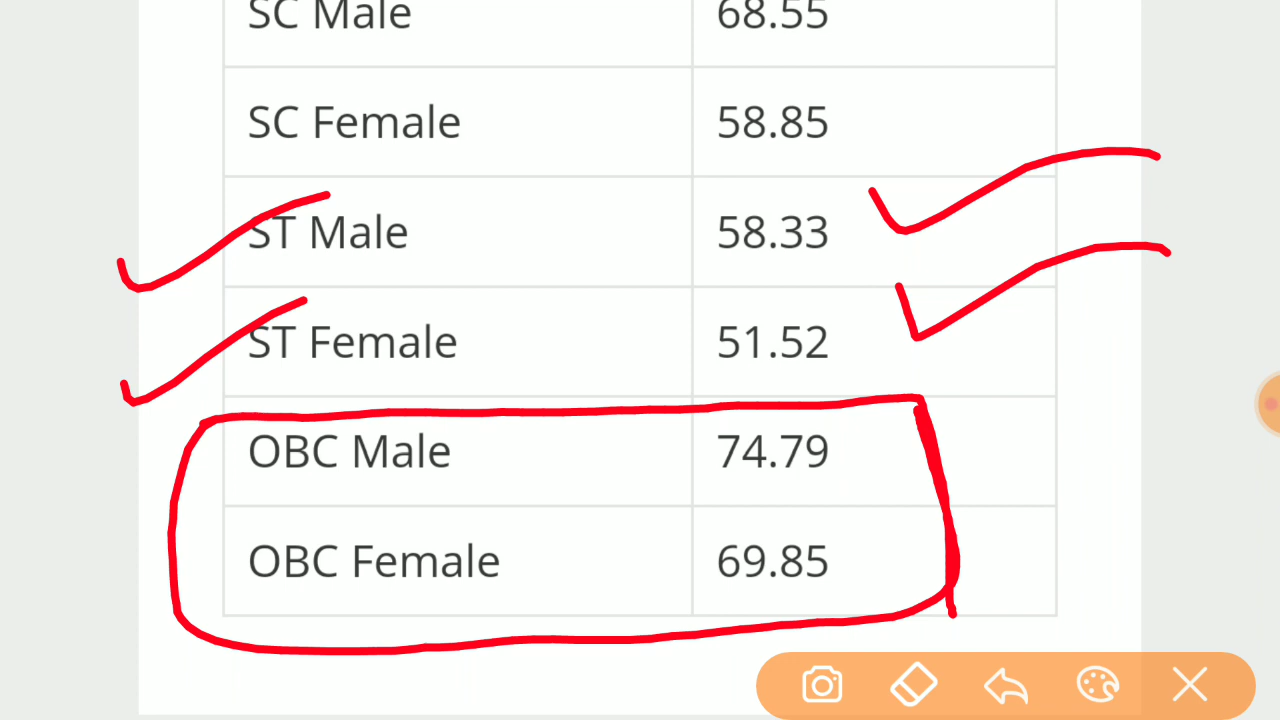 SC Male 68.55
SC Female 58.85
ST Male 58.33
ST Female 51.52
OBC Male 74.79
OBC Female 69.85